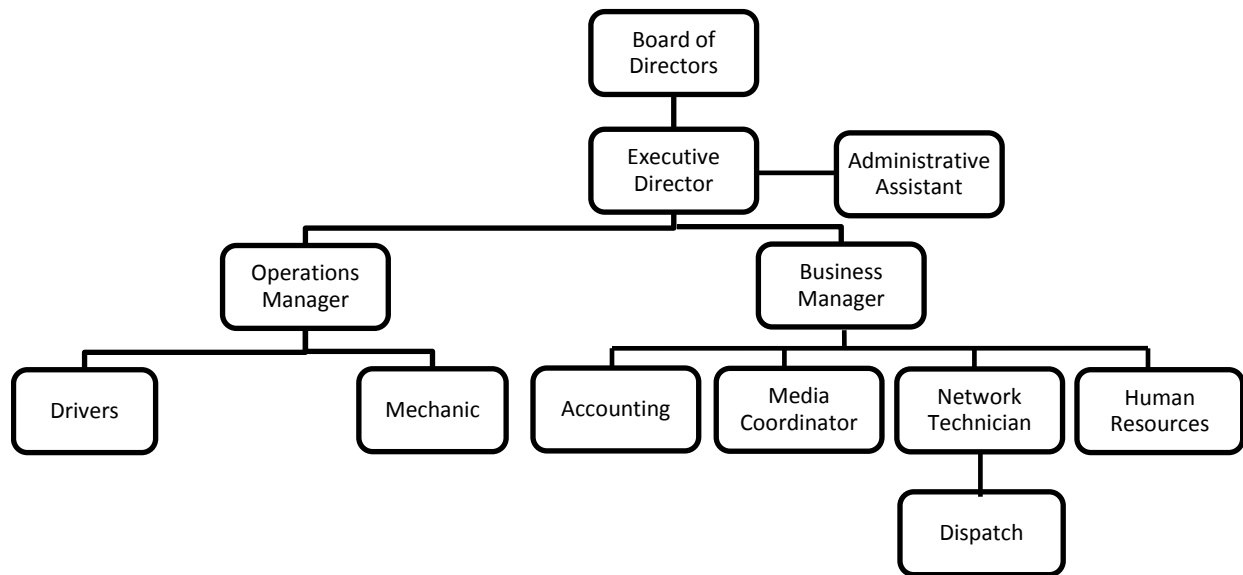 Board of
Directors
Executive
Director
Administrative
Assistant
Operations
Manager
Business
Manager
Drivers
Mechanic
Accounting
Media
Coordinator
Network
Technician
Human
Resources
Dispatch